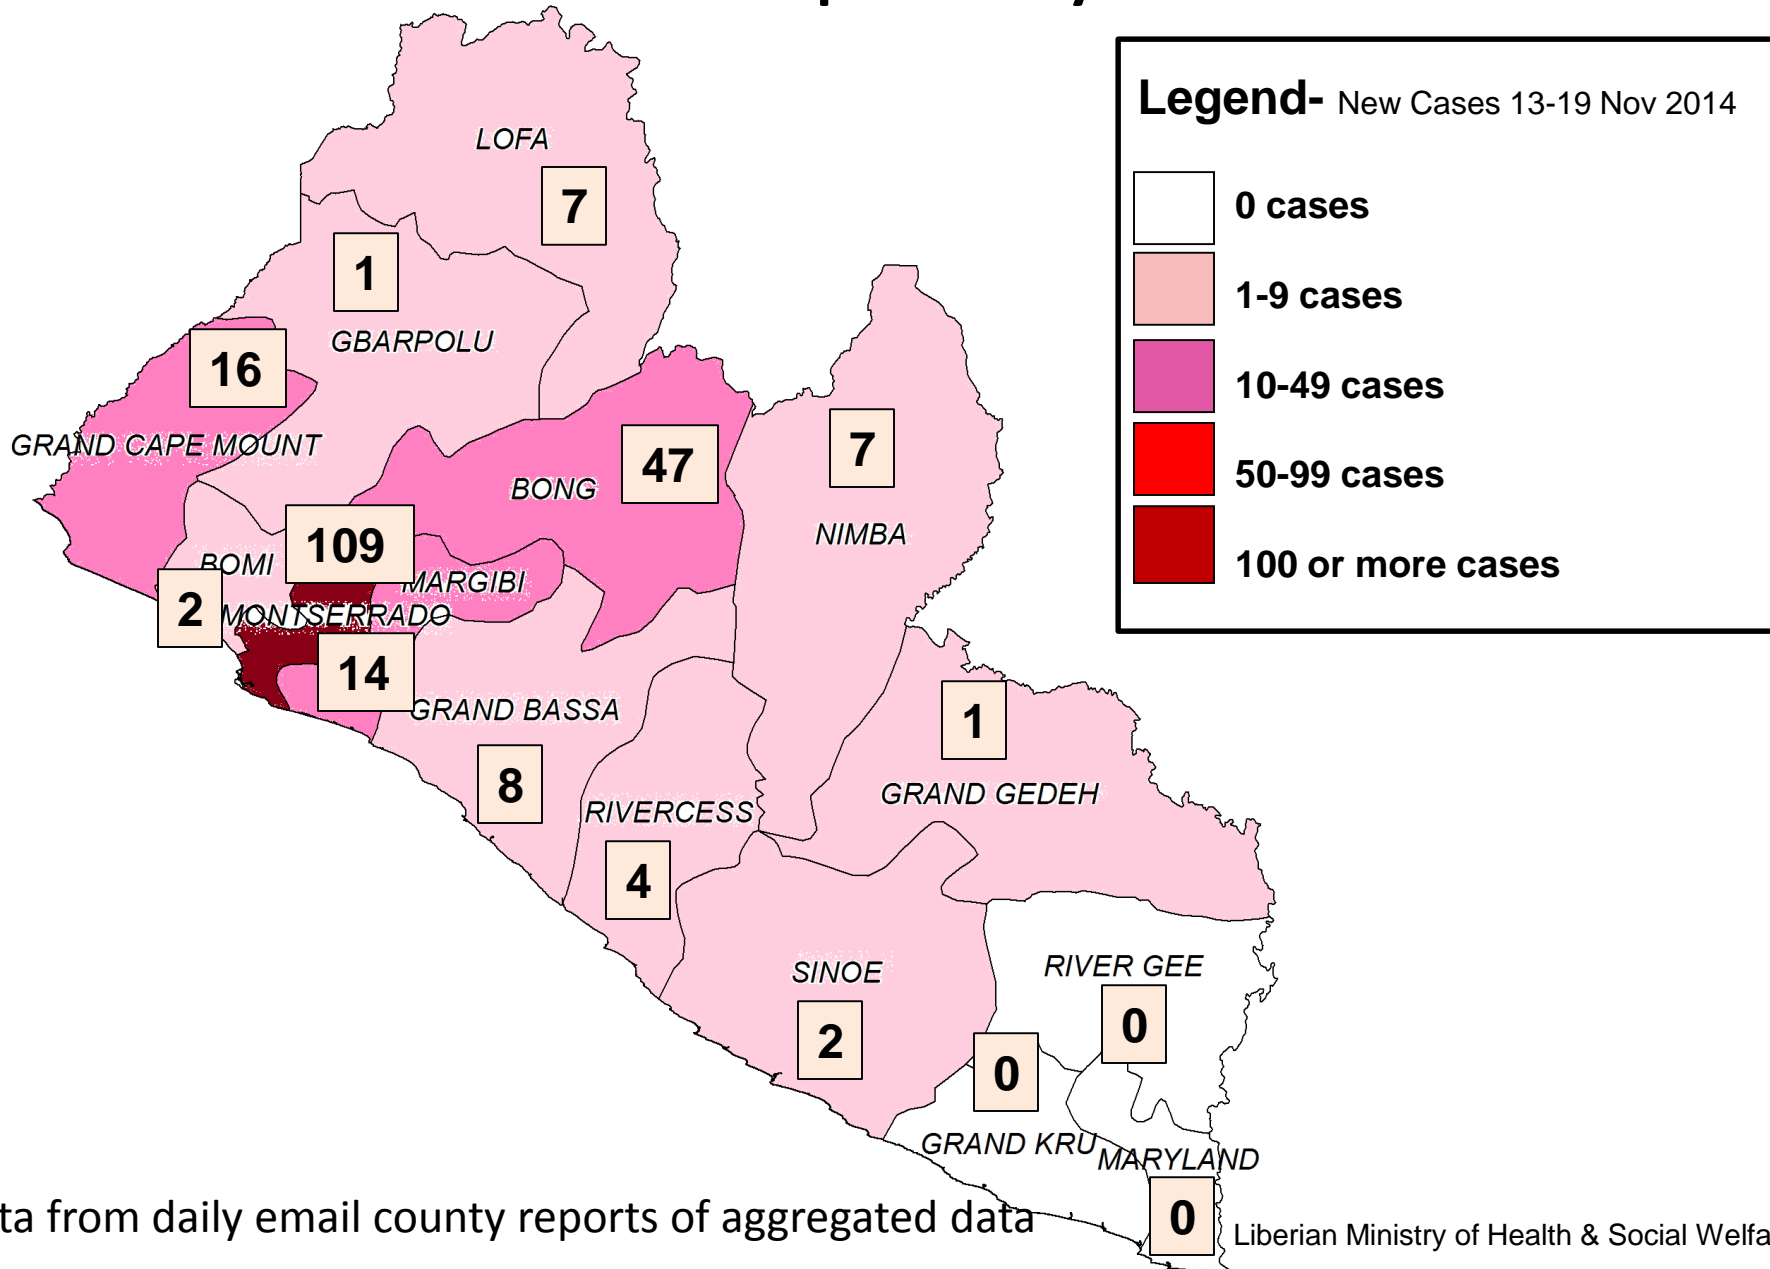 Legend- New Cases 13-19 Nov 2014
0 cases
1-9 cases
10-49 cases
50-99 cases
100 or more cases
LOFA
7
1
GBARPOLU
16
GRAND CAPE MOUNT
47
BONG
7
NIMBA
109
BOMI
MARGIBI
2
MONTSERRADO
14
GRAND BASSA
8
1
GRAND GEDEH
RIVERCESS
4
SINOE
2
RIVER GEE
0
0
GRAND KRU
MARYLAND
0
ta from daily email county reports of aggregated data
Liberian Ministry of Health & Social Welfa